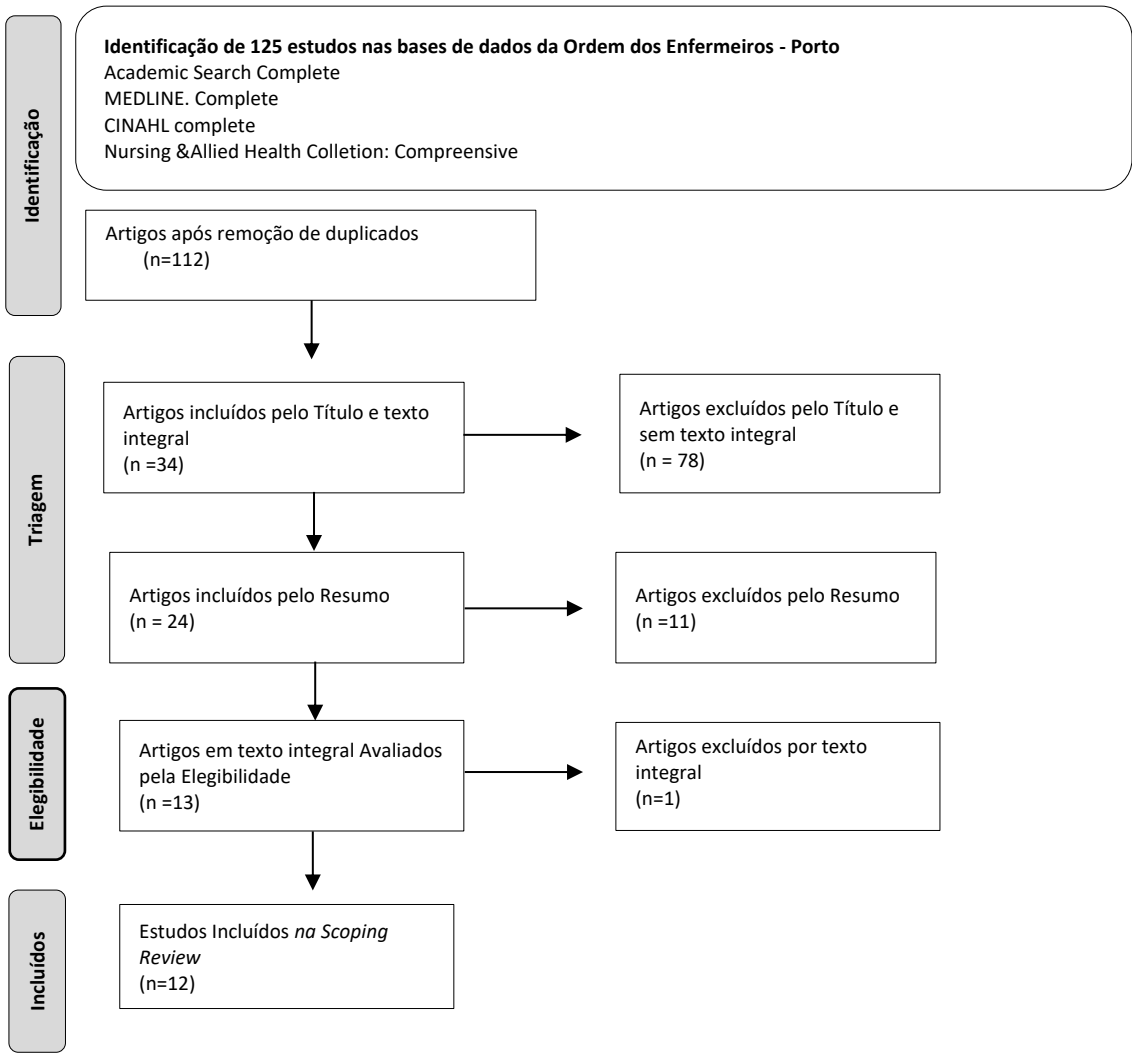 Identificação
Identificação de 125 estudos nas bases de dados da Ordem dos Enfermeiros - Porto
Academic Search Complete
MEDLINE. Complete
CINAHL complete
Nursing &Allied Health Colletion: Compreensive
Artigos após remoção de duplicados
(n=112)
Triagem
Artigos incluídos pelo Título e texto
integral
(n =34)
Artigos excluídos pelo Título e
sem texto integral
(n = 78)
Artigos incluídos pelo Resumo
(n = 24)
Artigos excluídos pelo Resumo
(n =11)
Elegibilidade
Artigos em texto integral Avaliados
pela Elegibilidade
(n =13)
Artigos excluídos por texto
integral
(n=1)
Incluídos
Estudos Incluídos na Scoping
Review
(n=12)